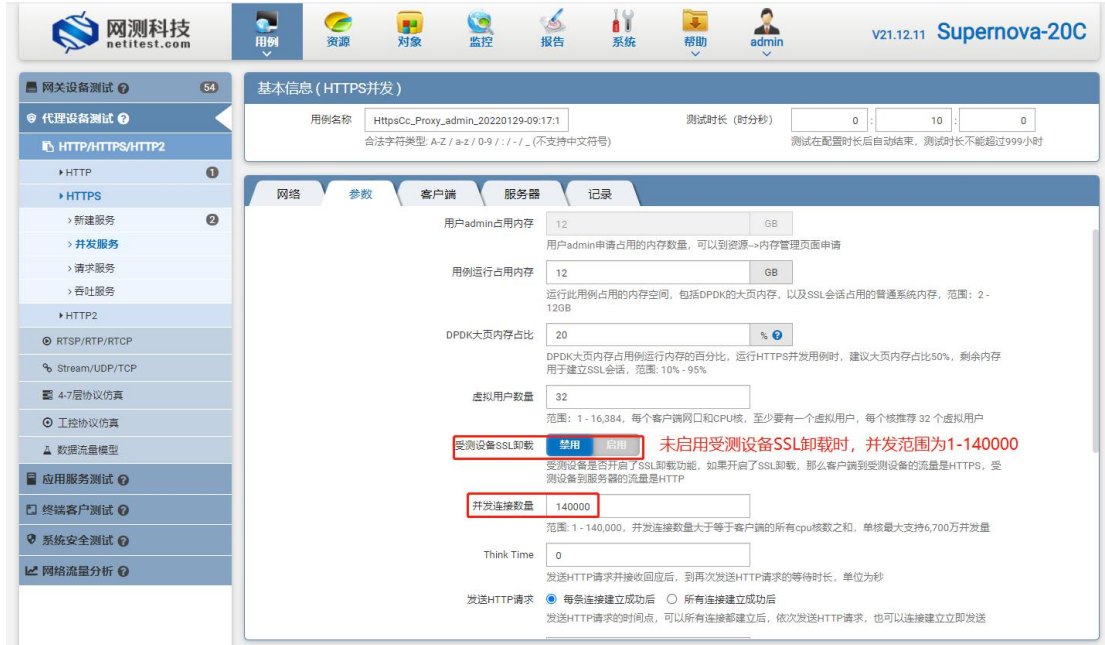 网测科技
netitest.com
用例
资源
对象
监控
报告
系统
帮助
admin
V21.12.11 Supernova-20C
网关设备测试
54
代理设备测试
HTTP/HTTPS/HTTP2
HTTP
1
HTTPS
新建服务
2
并发服务
请求服务
吞吐服务
HTTP2
RTSP/RTP/RTCP
Stream/UDP/TCP
4-7层协议仿真
工控协议仿真
数据流量模型
应用服务测试
终端客户测试
系统安全测试
网络流量分析
基本信息 ( HTTPS并发 )
用例名称 HttpsCc_Proxy_admin_20220129-09:17:1
合法字符类型: A-Z / a-z / 0-9 / : / - / _ (不支持中文符号)
测试时长 (时分秒) 0 : 10 : 0
测试在配置时长后自动结束，测试时长不能超过999小时
网络 参数 客户端 服务器 记录
用户admin占用内存 12 GB
用户admin申请占用的内存数量，可以到资源-->内存管理页面申请
用例运行占用内存 12 GB
运行此用例占用的内存空间，包括DPDK的大页内存，以及SSL会话占用的普通系统内存，范围：2 -
12GB
DPDK大页内存占比 20 %
DPDK大页内存占用例运行内存的百分比，运行HTTPS并发用例时，建议大页内存占比50%，剩余内存
用于建立SSL会话，范围: 10% - 95%
虚拟用户数量 32
范围：1 - 16,384，每个客户端网口和CPU核，至少要有一个虚拟用户，每个核推荐 32 个虚拟用户
受测设备SSL卸载 禁用 启用 未启用受测设备SSL卸载时，并发范围为1-140000
受测设备是否开启了SSL卸载功能，如果开启了SSL卸载，那么客户端到受测设备的流量是HTTPS，受
测设备到服务器的流量是HTTP
并发连接数量 140000
范围: 1 - 140,000，并发连接数量大于等于客户端的所有cpu核数之和，单核最大支持6,700万并发量
Think Time 0
发送HTTP请求并接收回应后，到再次发送HTTP请求的等待时长，单位为秒
发送HTTP请求 每条连接建立成功后 所有连接建立成功后
发送HTTP请求的时间点，可以所有连接都建立后，依次发送HTTP请求，也可以连接建立立即发送